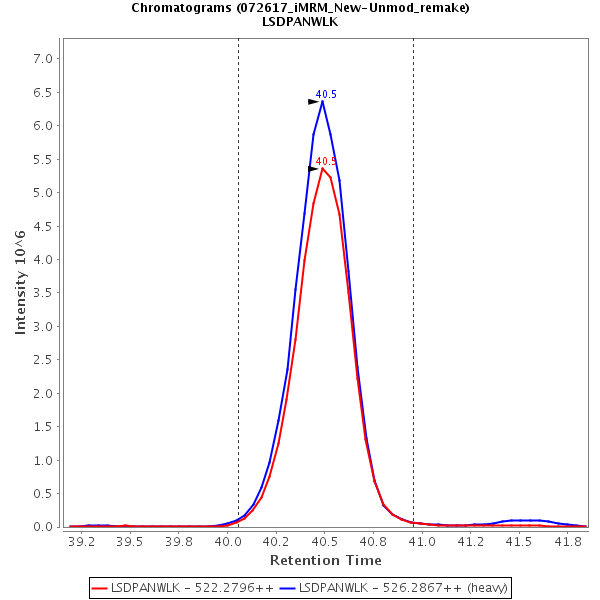 Chromatograms (072617_iMRM_New-Unmod_remake)
LSDPANWLK
7.0
6.5
6.0
5.5
5.0
4.5
4.0
3.5
3.0
2.5
2.0
1.5
1.0
0.5
0.0
Intensity 10^6
40.5
40.5
39.2 39.5 39.8 40.0 40.2 40.5 40.8 41.0 41.2 41.5 41.8
Retention Time
LSDPANWLK - 522.2796++ LSDPANWLK - 526.2867++ (heavy)